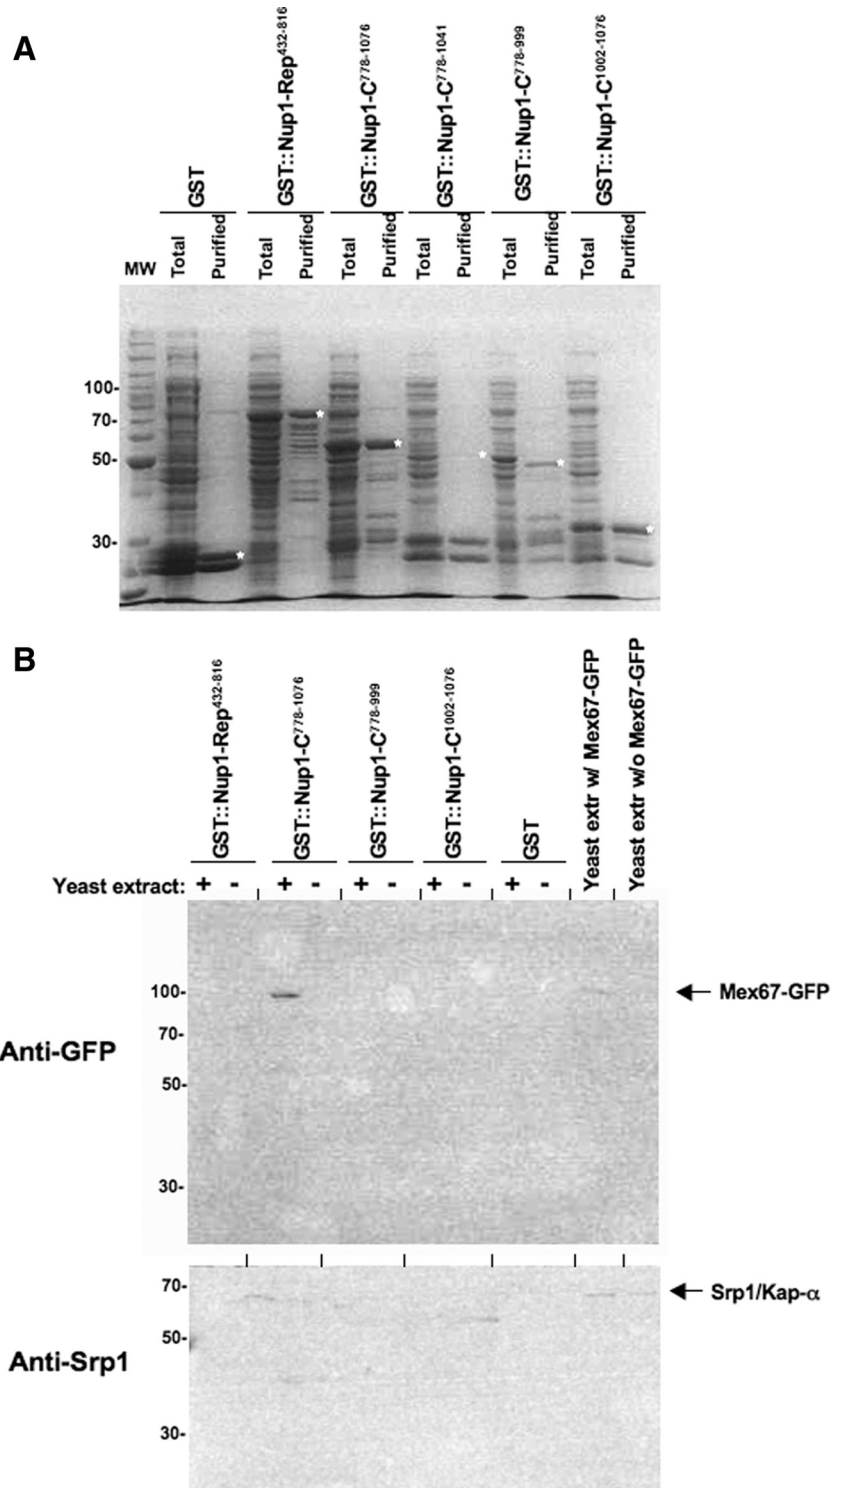 A
GST
GST::Nup1-Rep432-816
GST::Nup1-C778-1076
GST::Nup1-C778-1041
GST::Nup1-C778-999
GST::Nup1-C1002-1076
MW
Total
Purified
Total
Purified
Total
Purified
Total
Purified
Total
Purified
Total
Purified
100-
70-
50-
30-
B
GST::Nup1-Rep432-816
GST::Nup1-C778-1076
GST::Nup1-C778-999
GST::Nup1-C1002-1076
GST
Yeast extr w/ Mex67-GFP
Yeast extr w/o Mex67-GFP
Yeast extract: + - + - + - + - + -
100-
Mex67-GFP
70-
Anti-GFP
50-
30-
70-
Srp1/Kap-α
50-
Anti-Srp1
30-